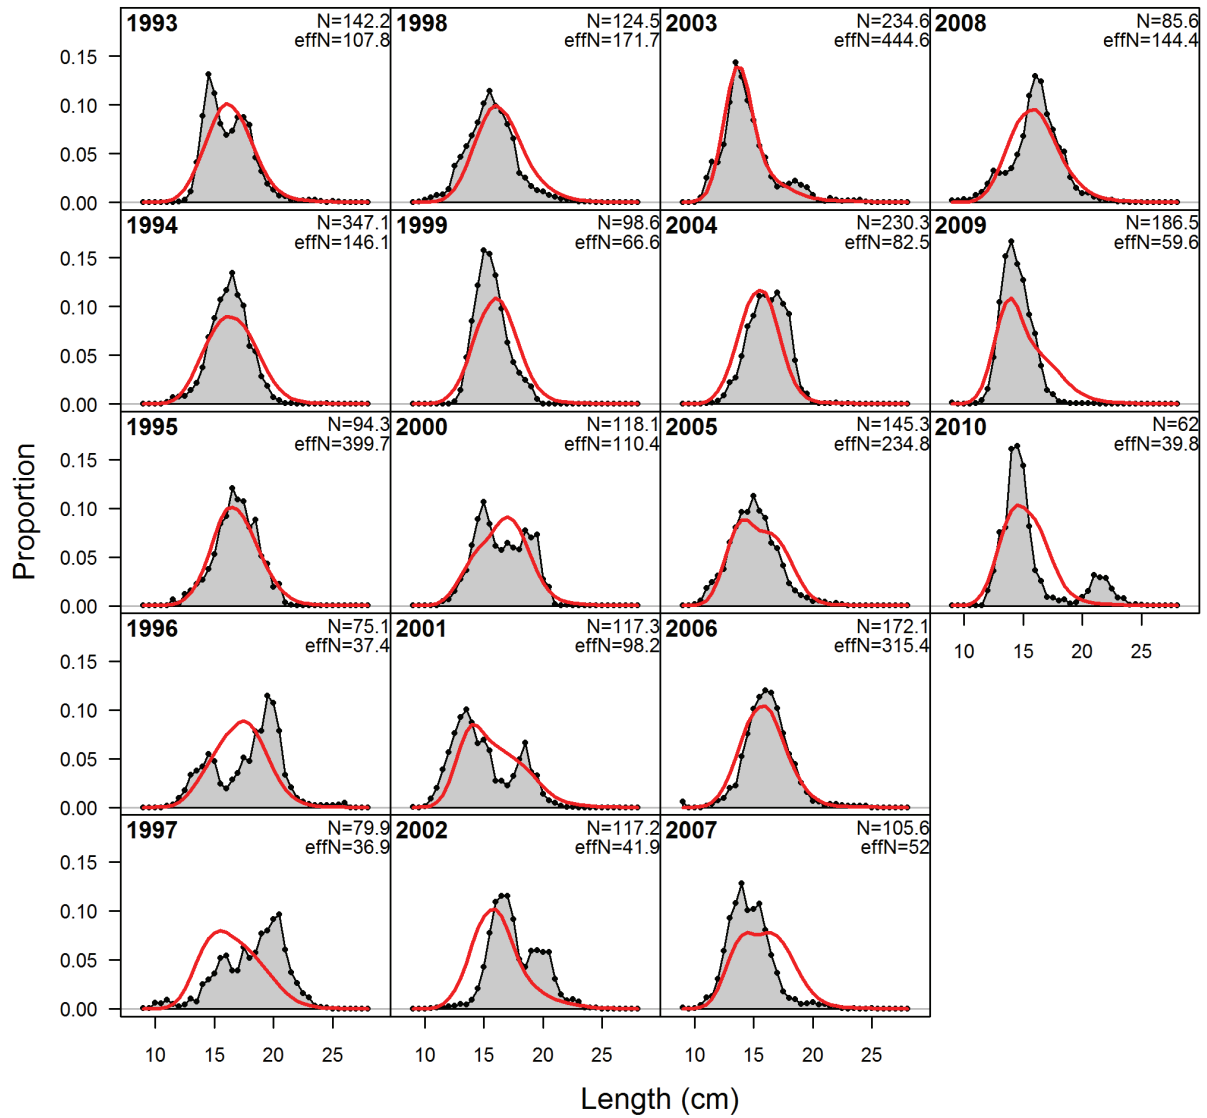 1993 N=142.2
effN=107.8
1998 N=124.5
effN=171.7
2003 N=234.6
effN=444.6
2008 N=85.6
effN=144.4
0.15
0.10
0.05
0.00
1994 N=347.1
effN=146.1
1999 N=98.6
effN=66.6
2004 N=230.3
effN=82.5
2009 N=186.5
effN=59.6
0.15
0.10
0.05
0.00
1995 N=94.3
effN=399.7
2000 N=118.1
effN=110.4
2005 N=145.3
effN=234.8
2010 N=62
effN=39.8
0.15
0.10
0.05
0.00
10 15 20 25
Proportion
1996 N=75.1
effN=37.4
2001 N=117.3
effN=98.2
2006 N=172.1
effN=315.4
0.15
0.10
0.05
0.00
1997 N=79.9
effN=36.9
2002 N=117.2
effN=41.9
2007 N=105.6
effN=52
0.15
0.10
0.05
0.00
10 15 20 25 10 15 20 25 10 15 20 25
Length (cm)